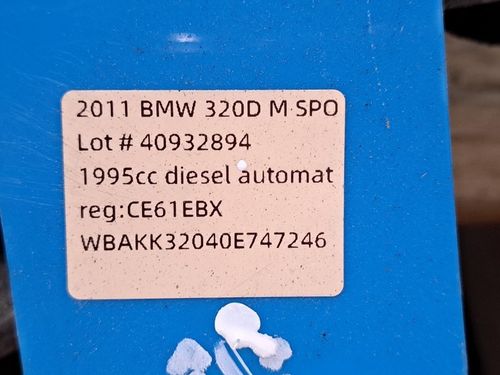 2011 BMW 320D M SPO
Lot # 40932894
1995cc diesel automat
reg:CE61EBX
WBAKK32040E747246